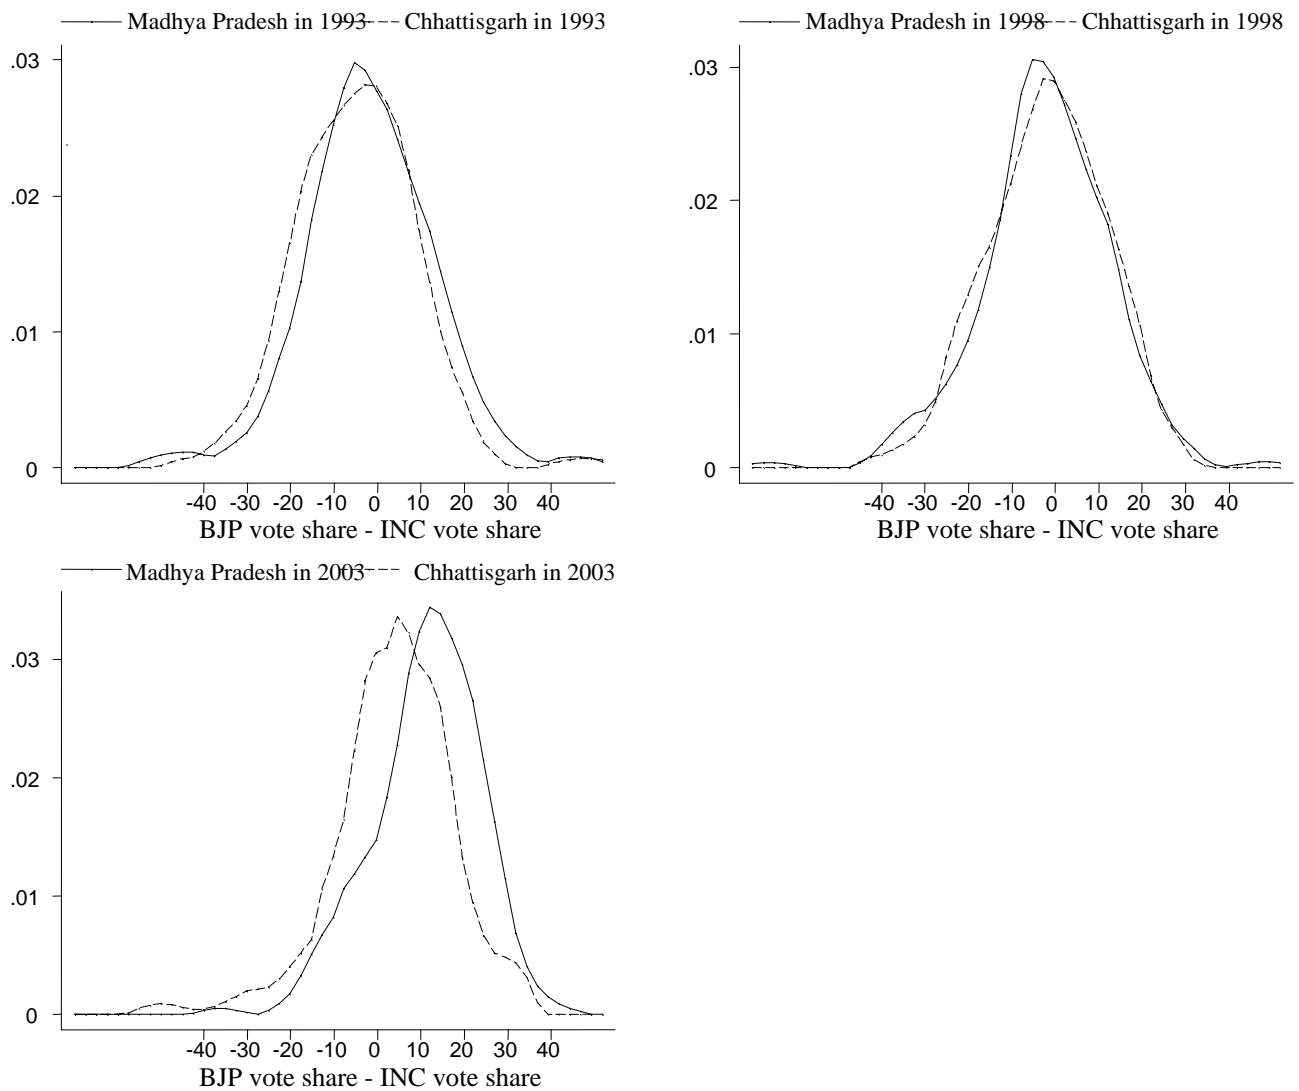 Madhya Pradesh in 1993 Chhattisgarh in 1993
.03
.02
.01
0
-40 -30 -20 -10 0 10 20 30 40
BJP vote share - INC vote share
Madhya Pradesh in 1998 Chhattisgarh in 1998
.03
.02
.01
0
-40 -30 -20 -10 0 10 20 30 40
BJP vote share - INC vote share
Madhya Pradesh in 2003 Chhattisgarh in 2003
.03
.02
.01
0
-40 -30 -20 -10 0 10 20 30 40
BJP vote share - INC vote share